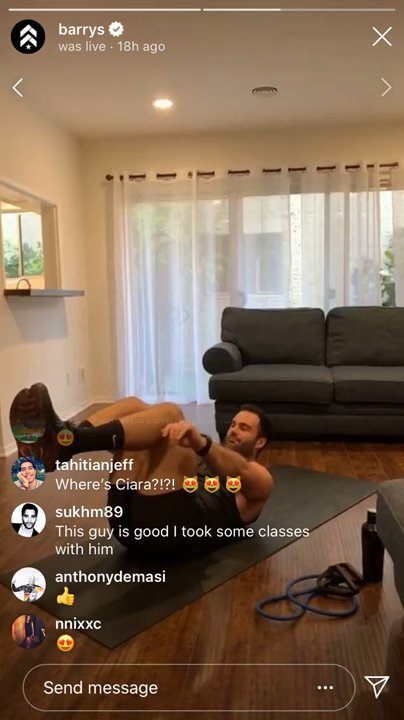 barrys
was live · 18h ago
tahitianjeff
Where's Ciara?!?! 😍 😍 😍
sukhm89
This guy is good I took some classes
with him
anthonydemasi
👍
nnixxc
😍
Send message